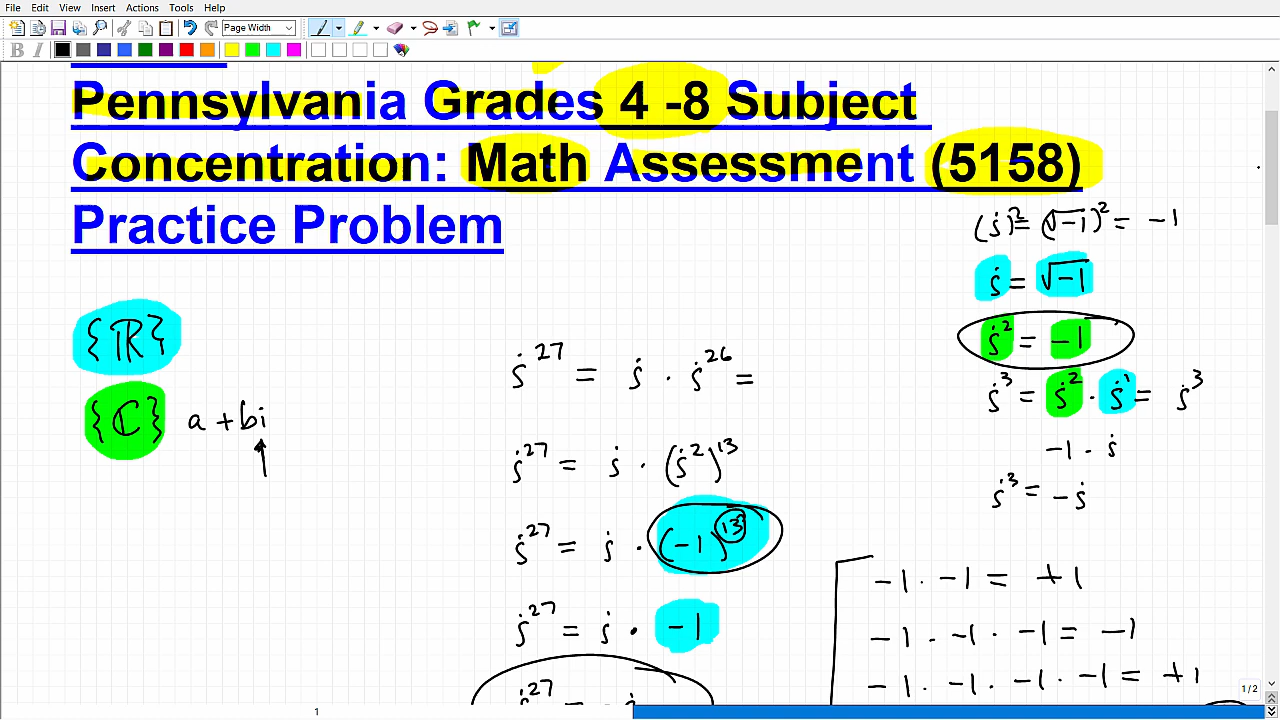 File Edit View Insert Actions Tools Help
Page Width
B I
Pennsylvania Grades 4 -8 Subject
Concentration: Math Assessment (5158)
Practice Problem
{ℝ}
{ℂ} a + bi
i²⁷ = i · i²⁶ =
i²⁷ = i · (i²)¹³
i²⁷ = i · (-1)¹³
i²⁷ = i · -1
i²⁷ = -i
(i)² = (√-1)² = -1
i = √-1
i² = -1
i³ = i² · i¹ = i³
-1 · i
i³ = -i
-1 · -1 = +1
-1 · -1 · -1 = -1
-1 · -1 · -1 · -1 = +1
1
1/2